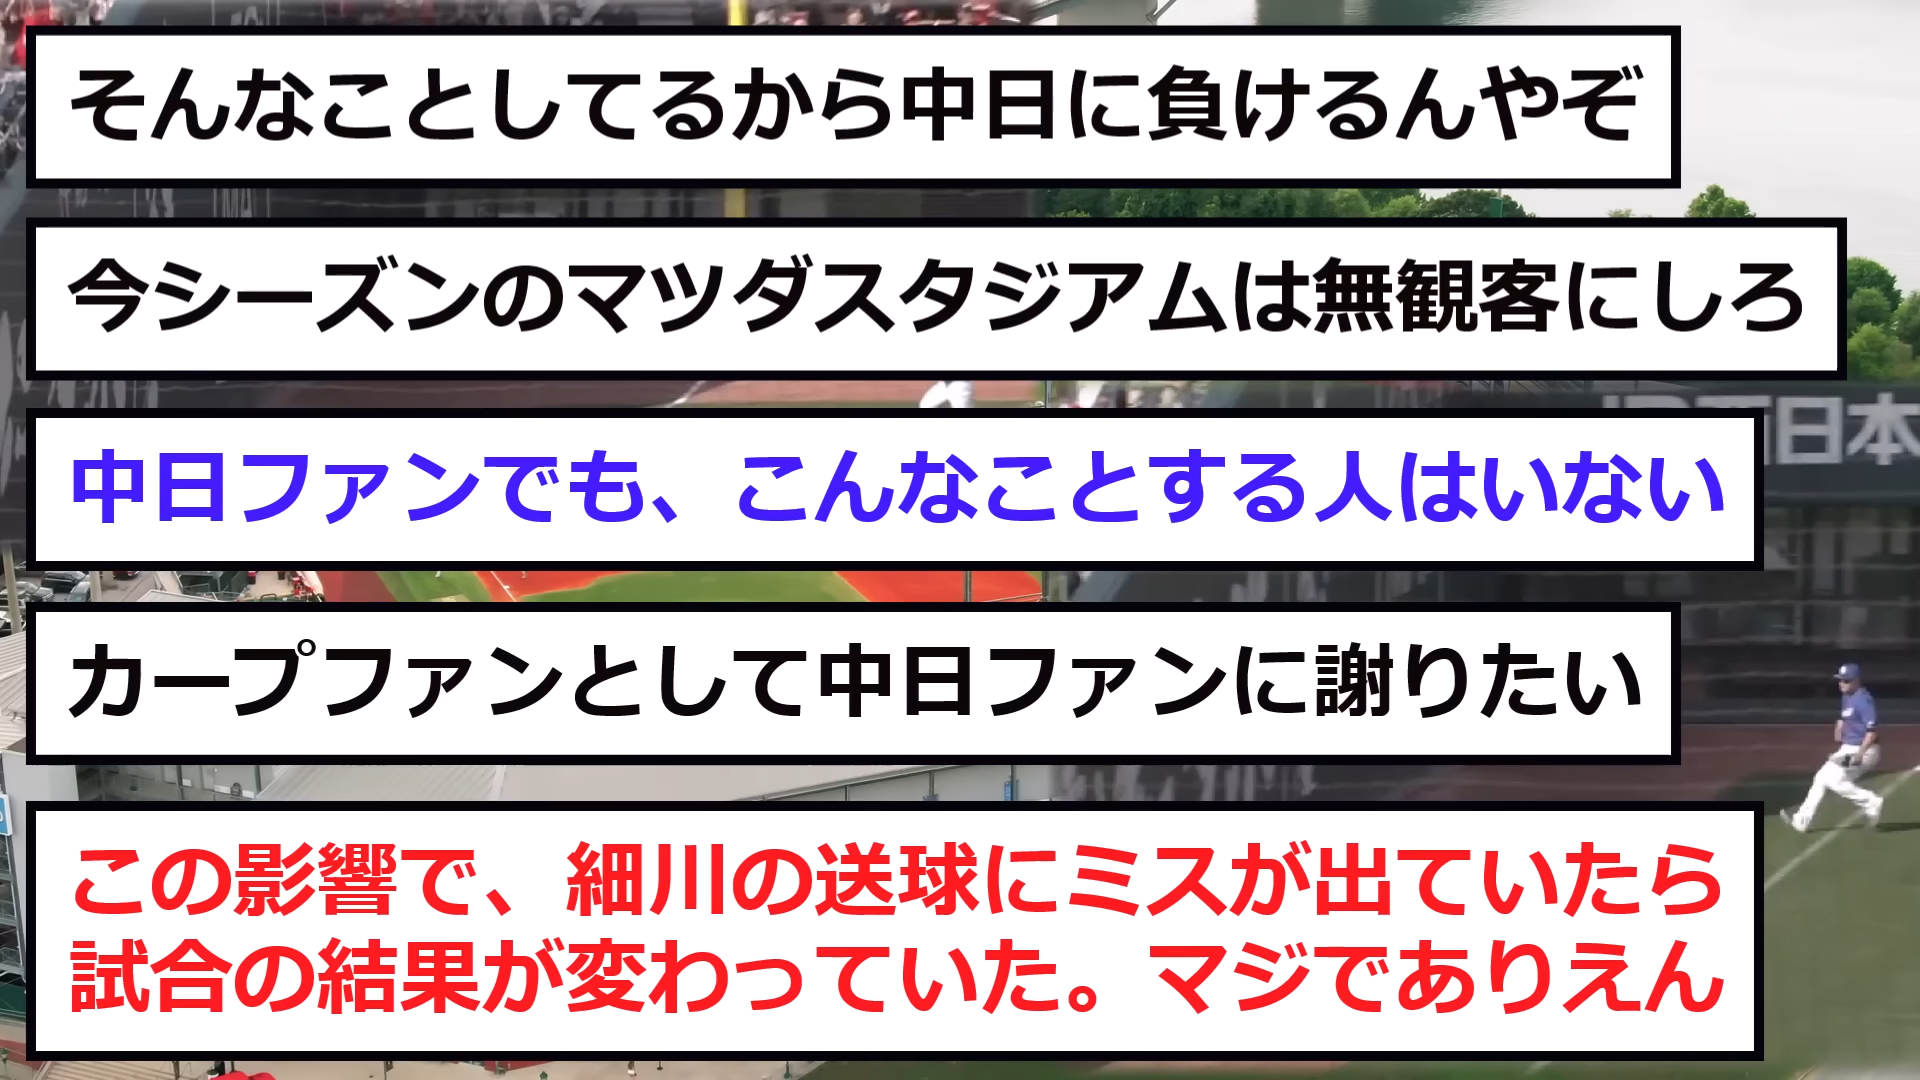 そんなことしてるから中日に負けるんやぞ
今シーズンのマツダスタジアムは無観客にしろ
中日ファンでも、こんなことする人はいない
日本
カープファンとして中日ファンに謝りたい
この影響で、細川の送球にミスが出ていたら
試合の結果が変わっていた。マジでありえん